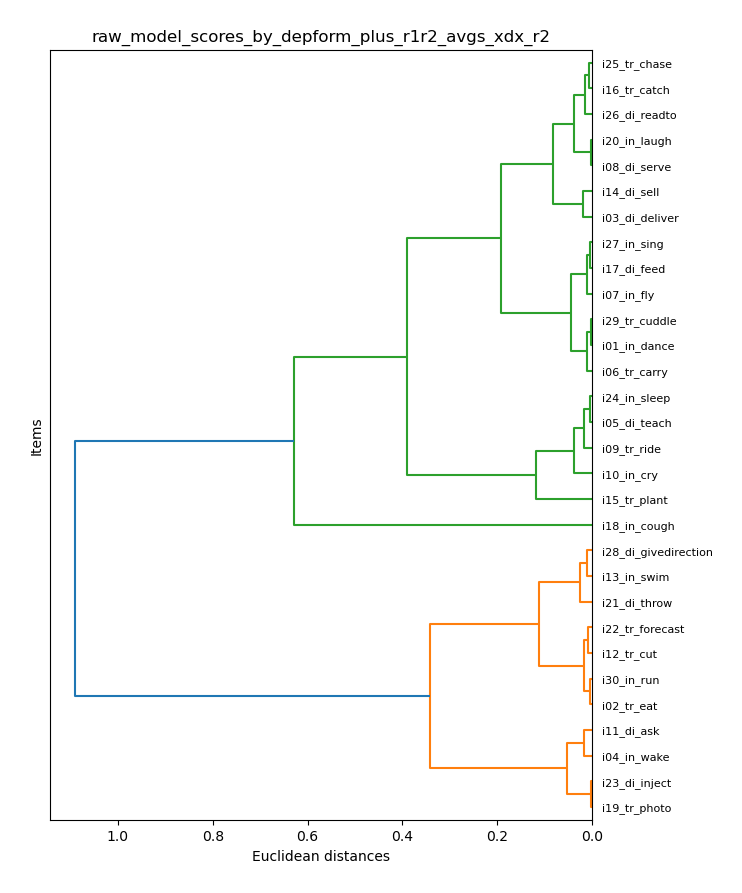 raw_model_scores_by_depform_plus_r1r2_avgs_xdx_r2
i25_tr_chase
i16_tr_catch
i26_di_readto
i20_in_laugh
i08_di_serve
i14_di_sell
i03_di_deliver
i27_in_sing
i17_di_feed
i07_in_fly
i29_tr_cuddle
i01_in_dance
i06_tr_carry
i24_in_sleep
i05_di_teach
i09_tr_ride
i10_in_cry
i15_tr_plant
i18_in_cough
i28_di_givedirection
i13_in_swim
i21_di_throw
i22_tr_forecast
i12_tr_cut
i30_in_run
i02_tr_eat
i11_di_ask
i04_in_wake
i23_di_inject
i19_tr_photo
Items
1.0 0.8 0.6 0.4 0.2 0.0
Euclidean distances